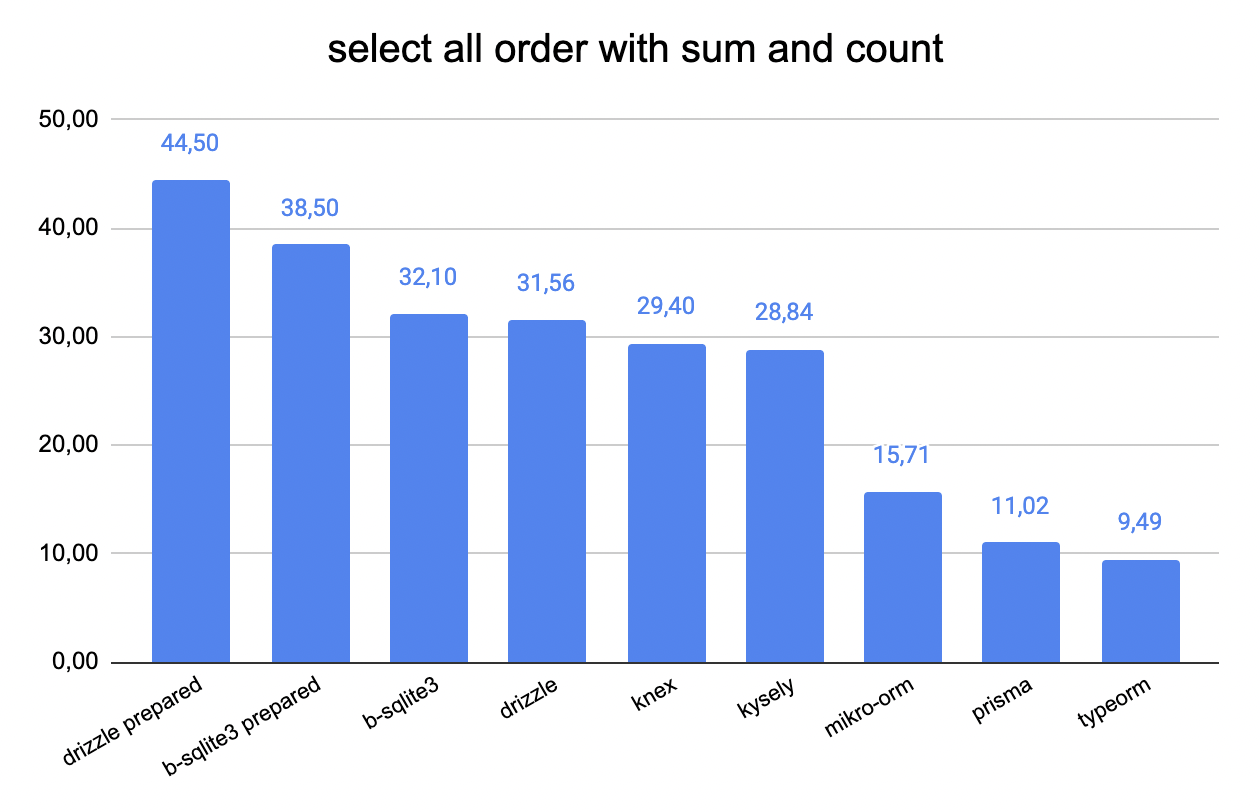 select all order with sum and count
50,00
40,00
30,00
20,00
10,00
0,00
44,50
38,50
32,10
31,56
29,40
28,84
15,71
11,02
9,49
drizzle prepared
b-sqlite3 prepared
b-sqlite3
drizzle
knex
kysely
mikro-orm
prisma
typeorm